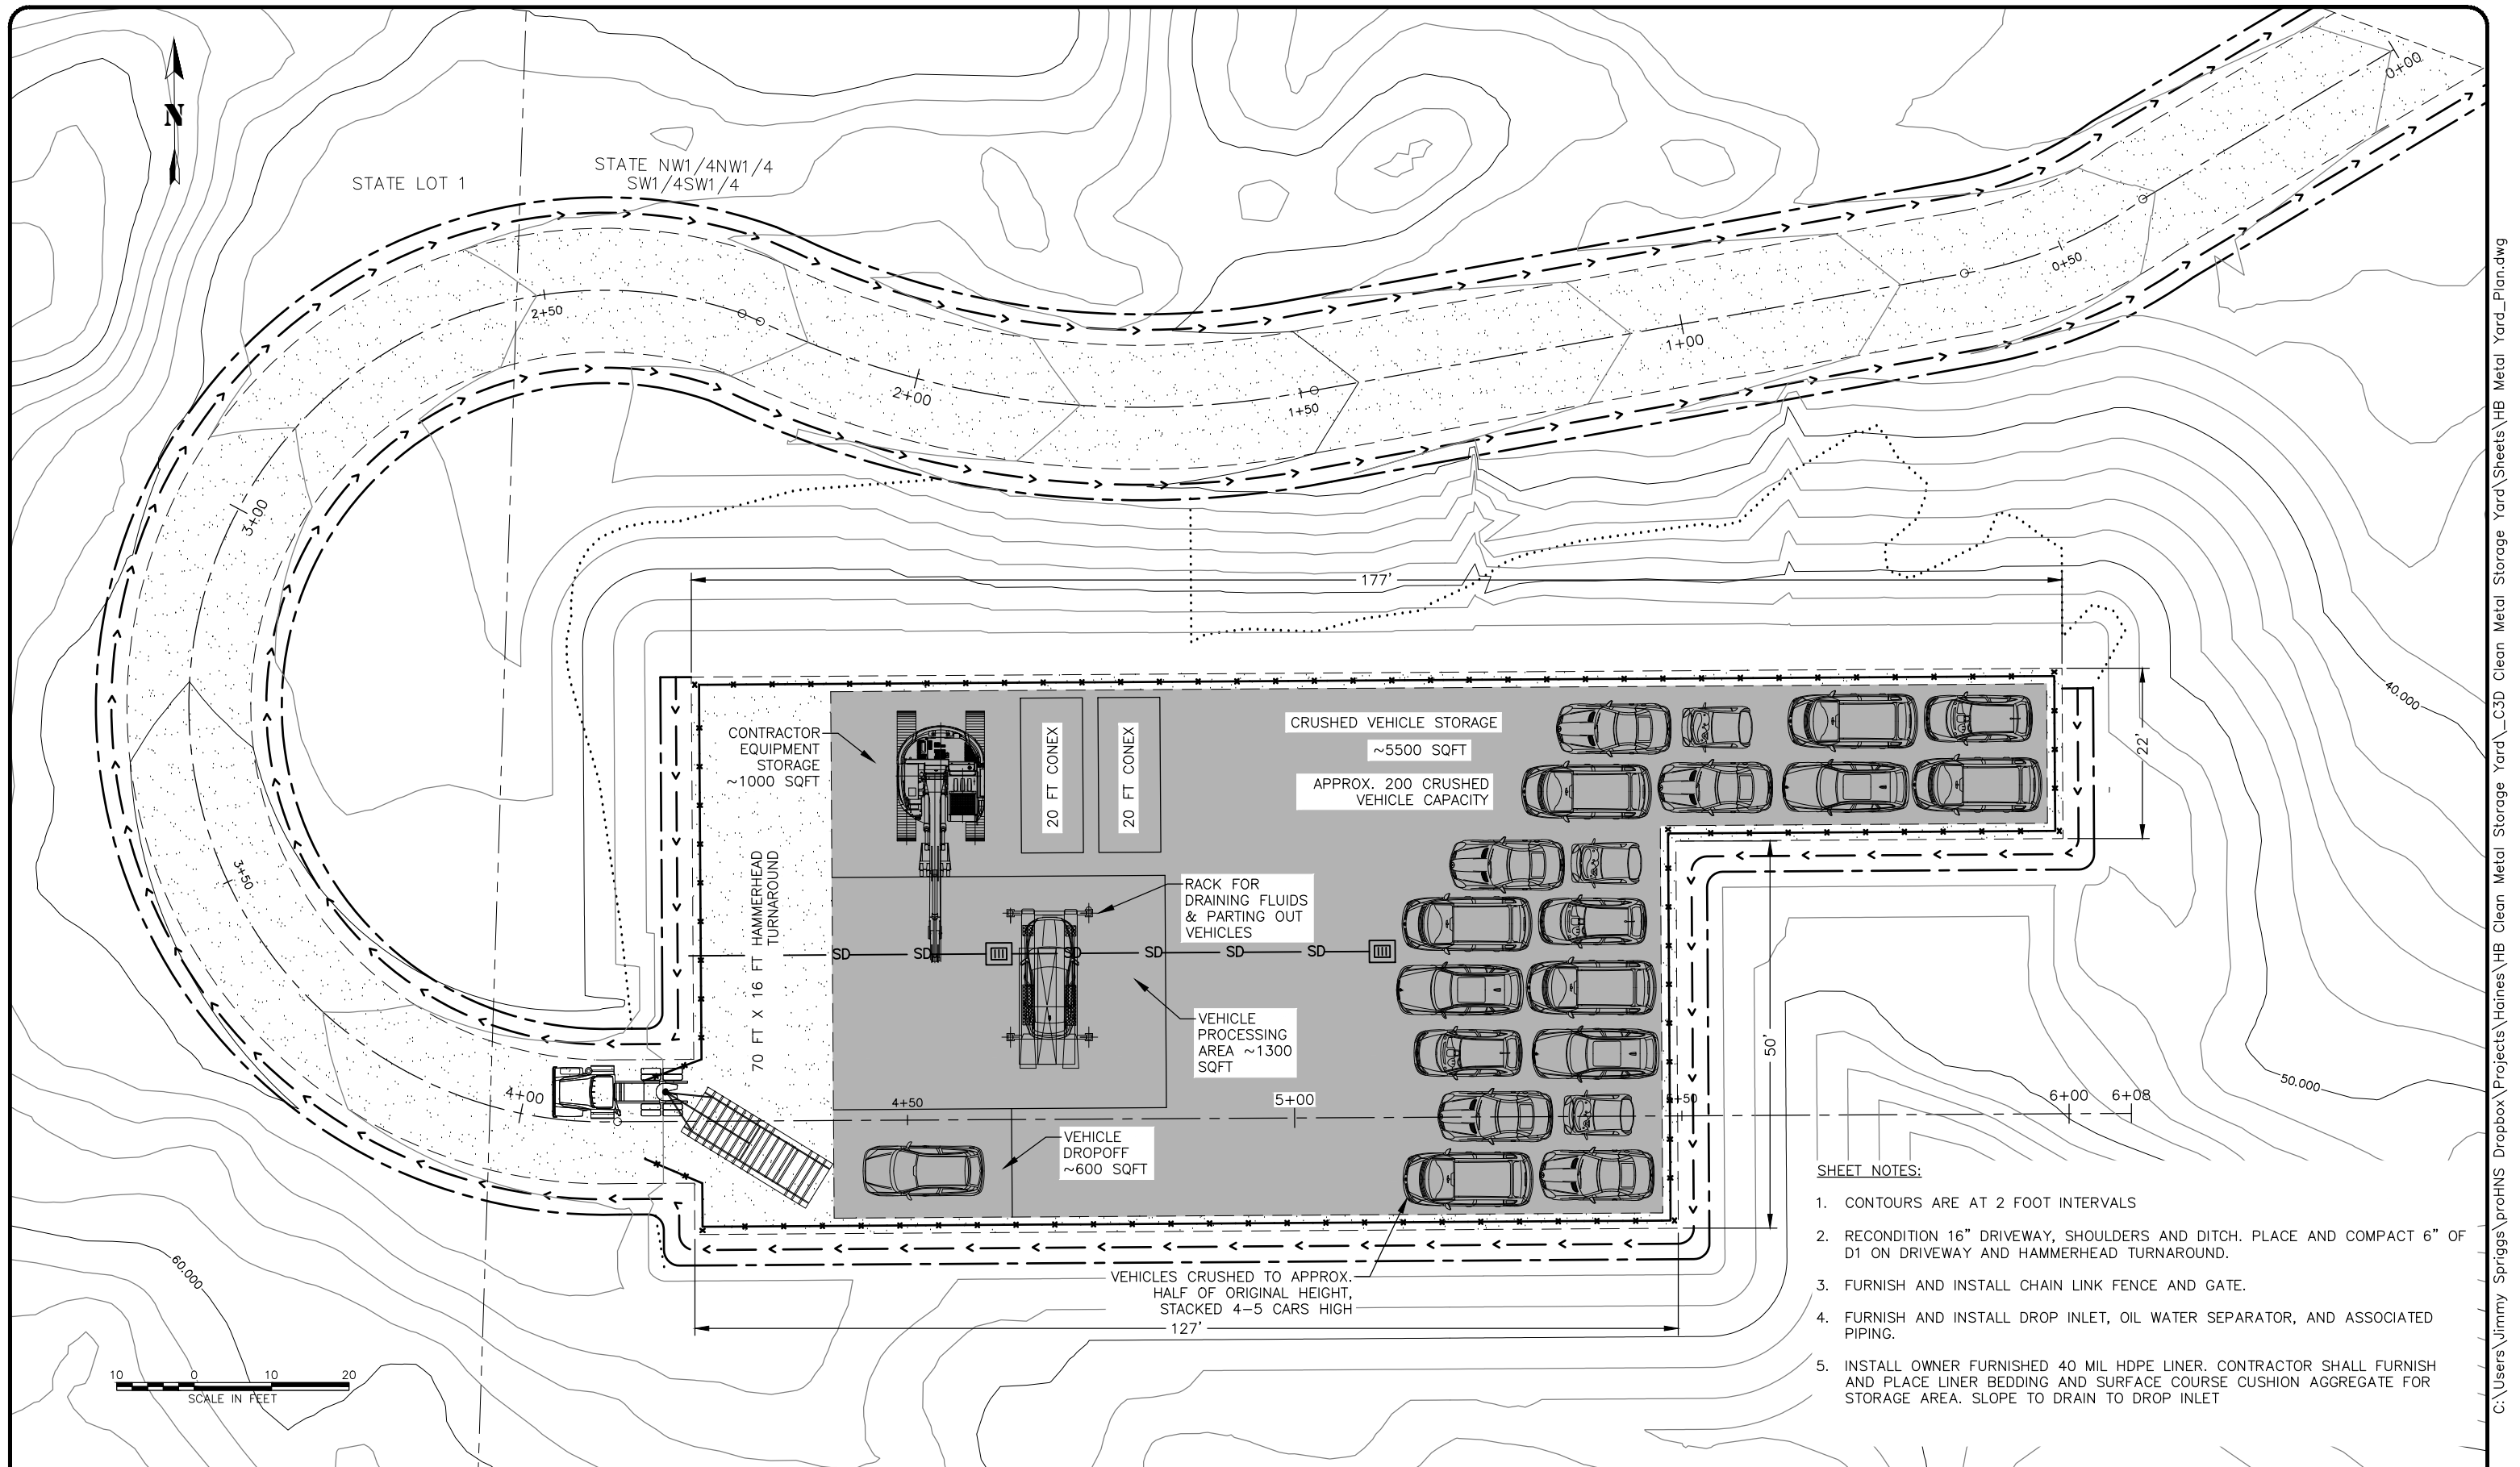 N
STATE LOT 1
STATE NW1/4NW1/4
SW1/4SW1/4
0+00
0+50
1+00
1+50
2+00
2+50
3+00
3+50
4+00
177'
22'
40.000
CONTRACTOR
EQUIPMENT
STORAGE
~1000 SQFT
20 FT CONEX
20 FT CONEX
CRUSHED VEHICLE STORAGE
~5500 SQFT
APPROX. 200 CRUSHED
VEHICLE CAPACITY
70 FT X 16 FT HAMMERHEAD
TURNAROUND
RACK FOR
DRAINING FLUIDS
& PARTING OUT
VEHICLES
SD
SD
SD
SD
SD
SD
VEHICLE
PROCESSING
AREA ~1300
SQFT
50'
4+50
5+00
+50
6+00
6+08
50.000
VEHICLE
DROPOFF
~600 SQFT
VEHICLES CRUSHED TO APPROX.
HALF OF ORIGINAL HEIGHT,
STACKED 4-5 CARS HIGH
127'
60.000
10 0 10 20
SCALE IN FEET
SHEET NOTES:
1. CONTOURS ARE AT 2 FOOT INTERVALS
2. RECONDITION 16" DRIVEWAY, SHOULDERS AND DITCH. PLACE AND COMPACT 6" OF
D1 ON DRIVEWAY AND HAMMERHEAD TURNAROUND.
3. FURNISH AND INSTALL CHAIN LINK FENCE AND GATE.
4. FURNISH AND INSTALL DROP INLET, OIL WATER SEPARATOR, AND ASSOCIATED
PIPING.
5. INSTALL OWNER FURNISHED 40 MIL HDPE LINER. CONTRACTOR SHALL FURNISH
AND PLACE LINER BEDDING AND SURFACE COURSE CUSHION AGGREGATE FOR
STORAGE AREA. SLOPE TO DRAIN TO DROP INLET
C:\Users\Jimmy Spriggs\proHNS Dropbox\Projects\Haines\HB Clean Metal Storage Yard\_C3D Clean Metal Storage Yard\Sheets\HB Metal Yard_Plan.dwg